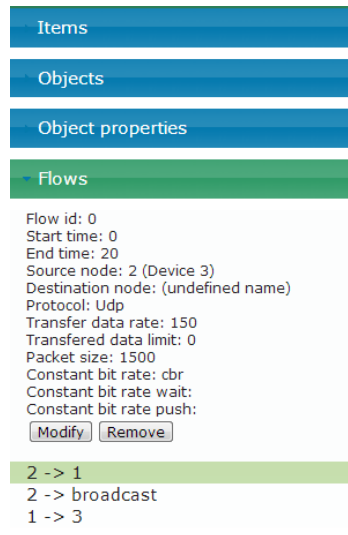 Items
Objects
Object properties
Flows
Flow id: 0
Start time: 0
End time: 20
Source node: 2 (Device 3)
Destination node: (undefined name)
Protocol: Udp
Transfer data rate: 150
Transfered data limit: 0
Packet size: 1500
Constant bit rate: cbr
Constant bit rate wait:
Constant bit rate push:
Modify Remove
2 -> 1
2 -> broadcast
1 -> 3